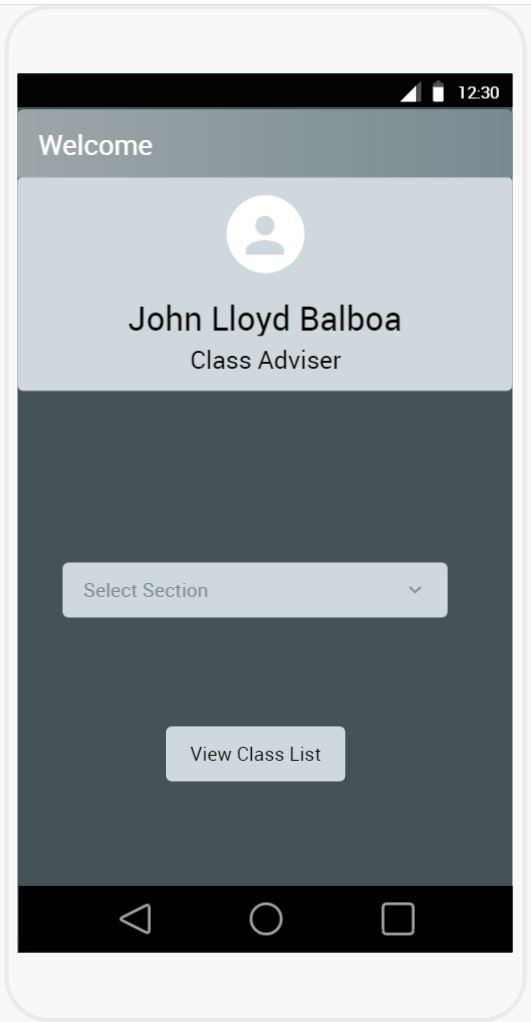 12:30
Welcome
John Lloyd Balboa
Class Adviser
Select Section
View Class List